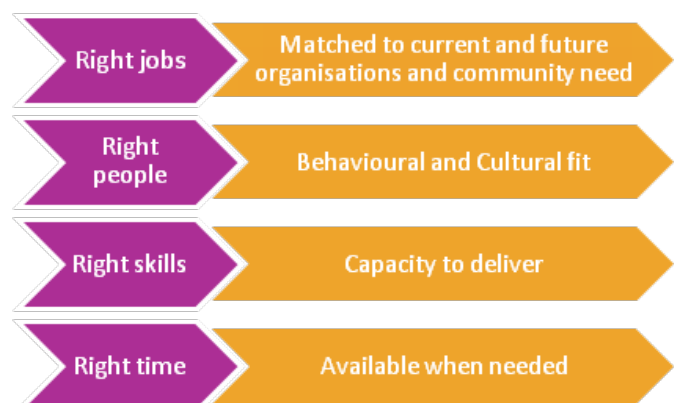 Right jobs
Matched to current and future
organisations and community need
Right
people
Behavioural and Cultural fit
Right skills
Capacity to deliver
Right time
Available when needed